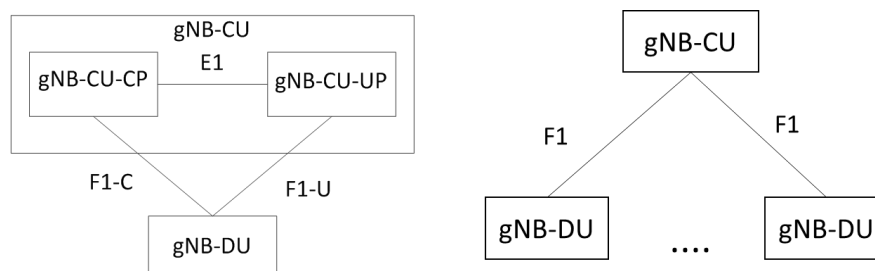 gNB-CU
gNB-CU-CP
E1
gNB-CU-UP
F1-C
F1-U
gNB-DU
gNB-CU
F1
F1
gNB-DU
....
gNB-DU